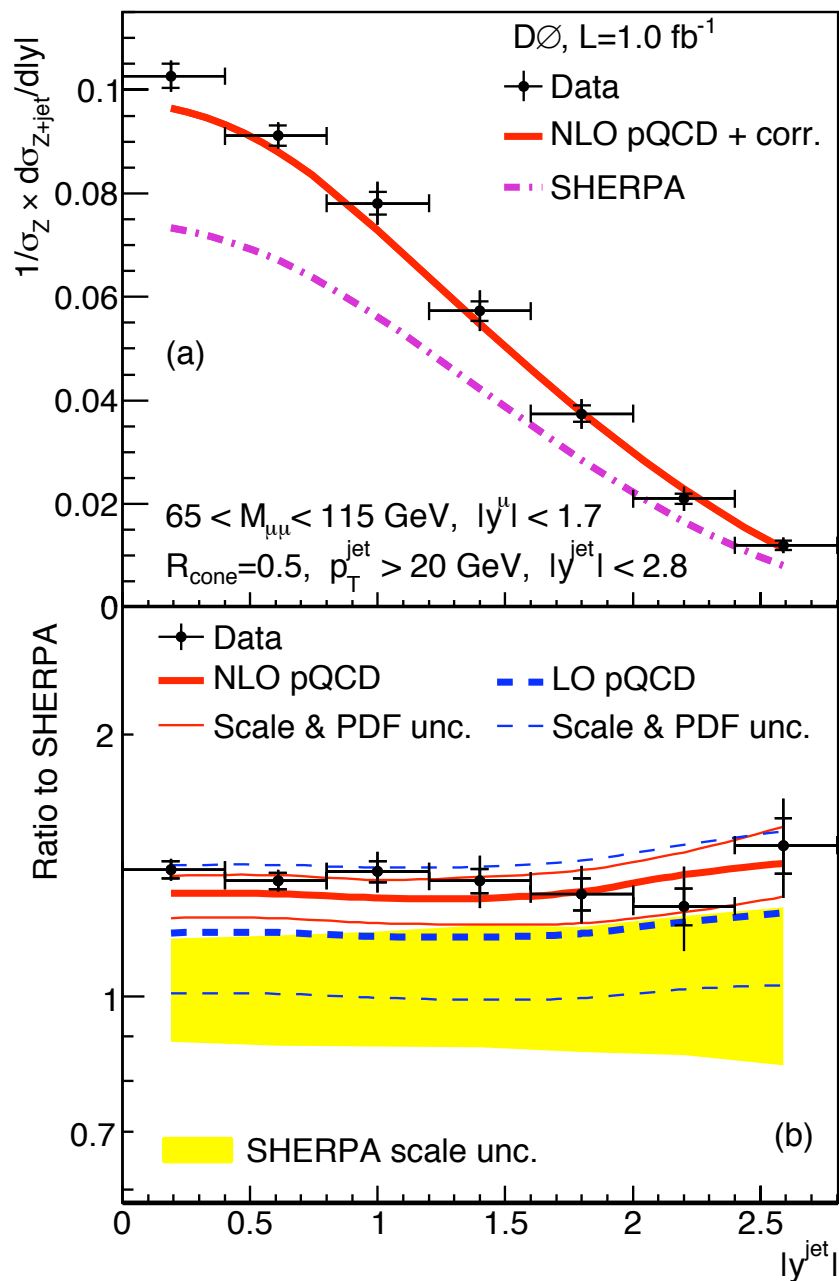 DØ, L=1.0 fb⁻¹
Data
NLO pQCD + corr.
SHERPA
1/σ_Z × dσ_Z+jet/d|y|
0.1
0.08
0.06
0.04
0.02
0
(a)
65 < M_μμ < 115 GeV, |y^μ| < 1.7
R_cone=0.5, p_T^jet > 20 GeV, |y^jet| < 2.8
Data
NLO pQCD LO pQCD
Scale & PDF unc. Scale & PDF unc.
Ratio to SHERPA
2
1
0.7
SHERPA scale unc.
(b)
0 0.5 1 1.5 2 2.5
|y^jet|